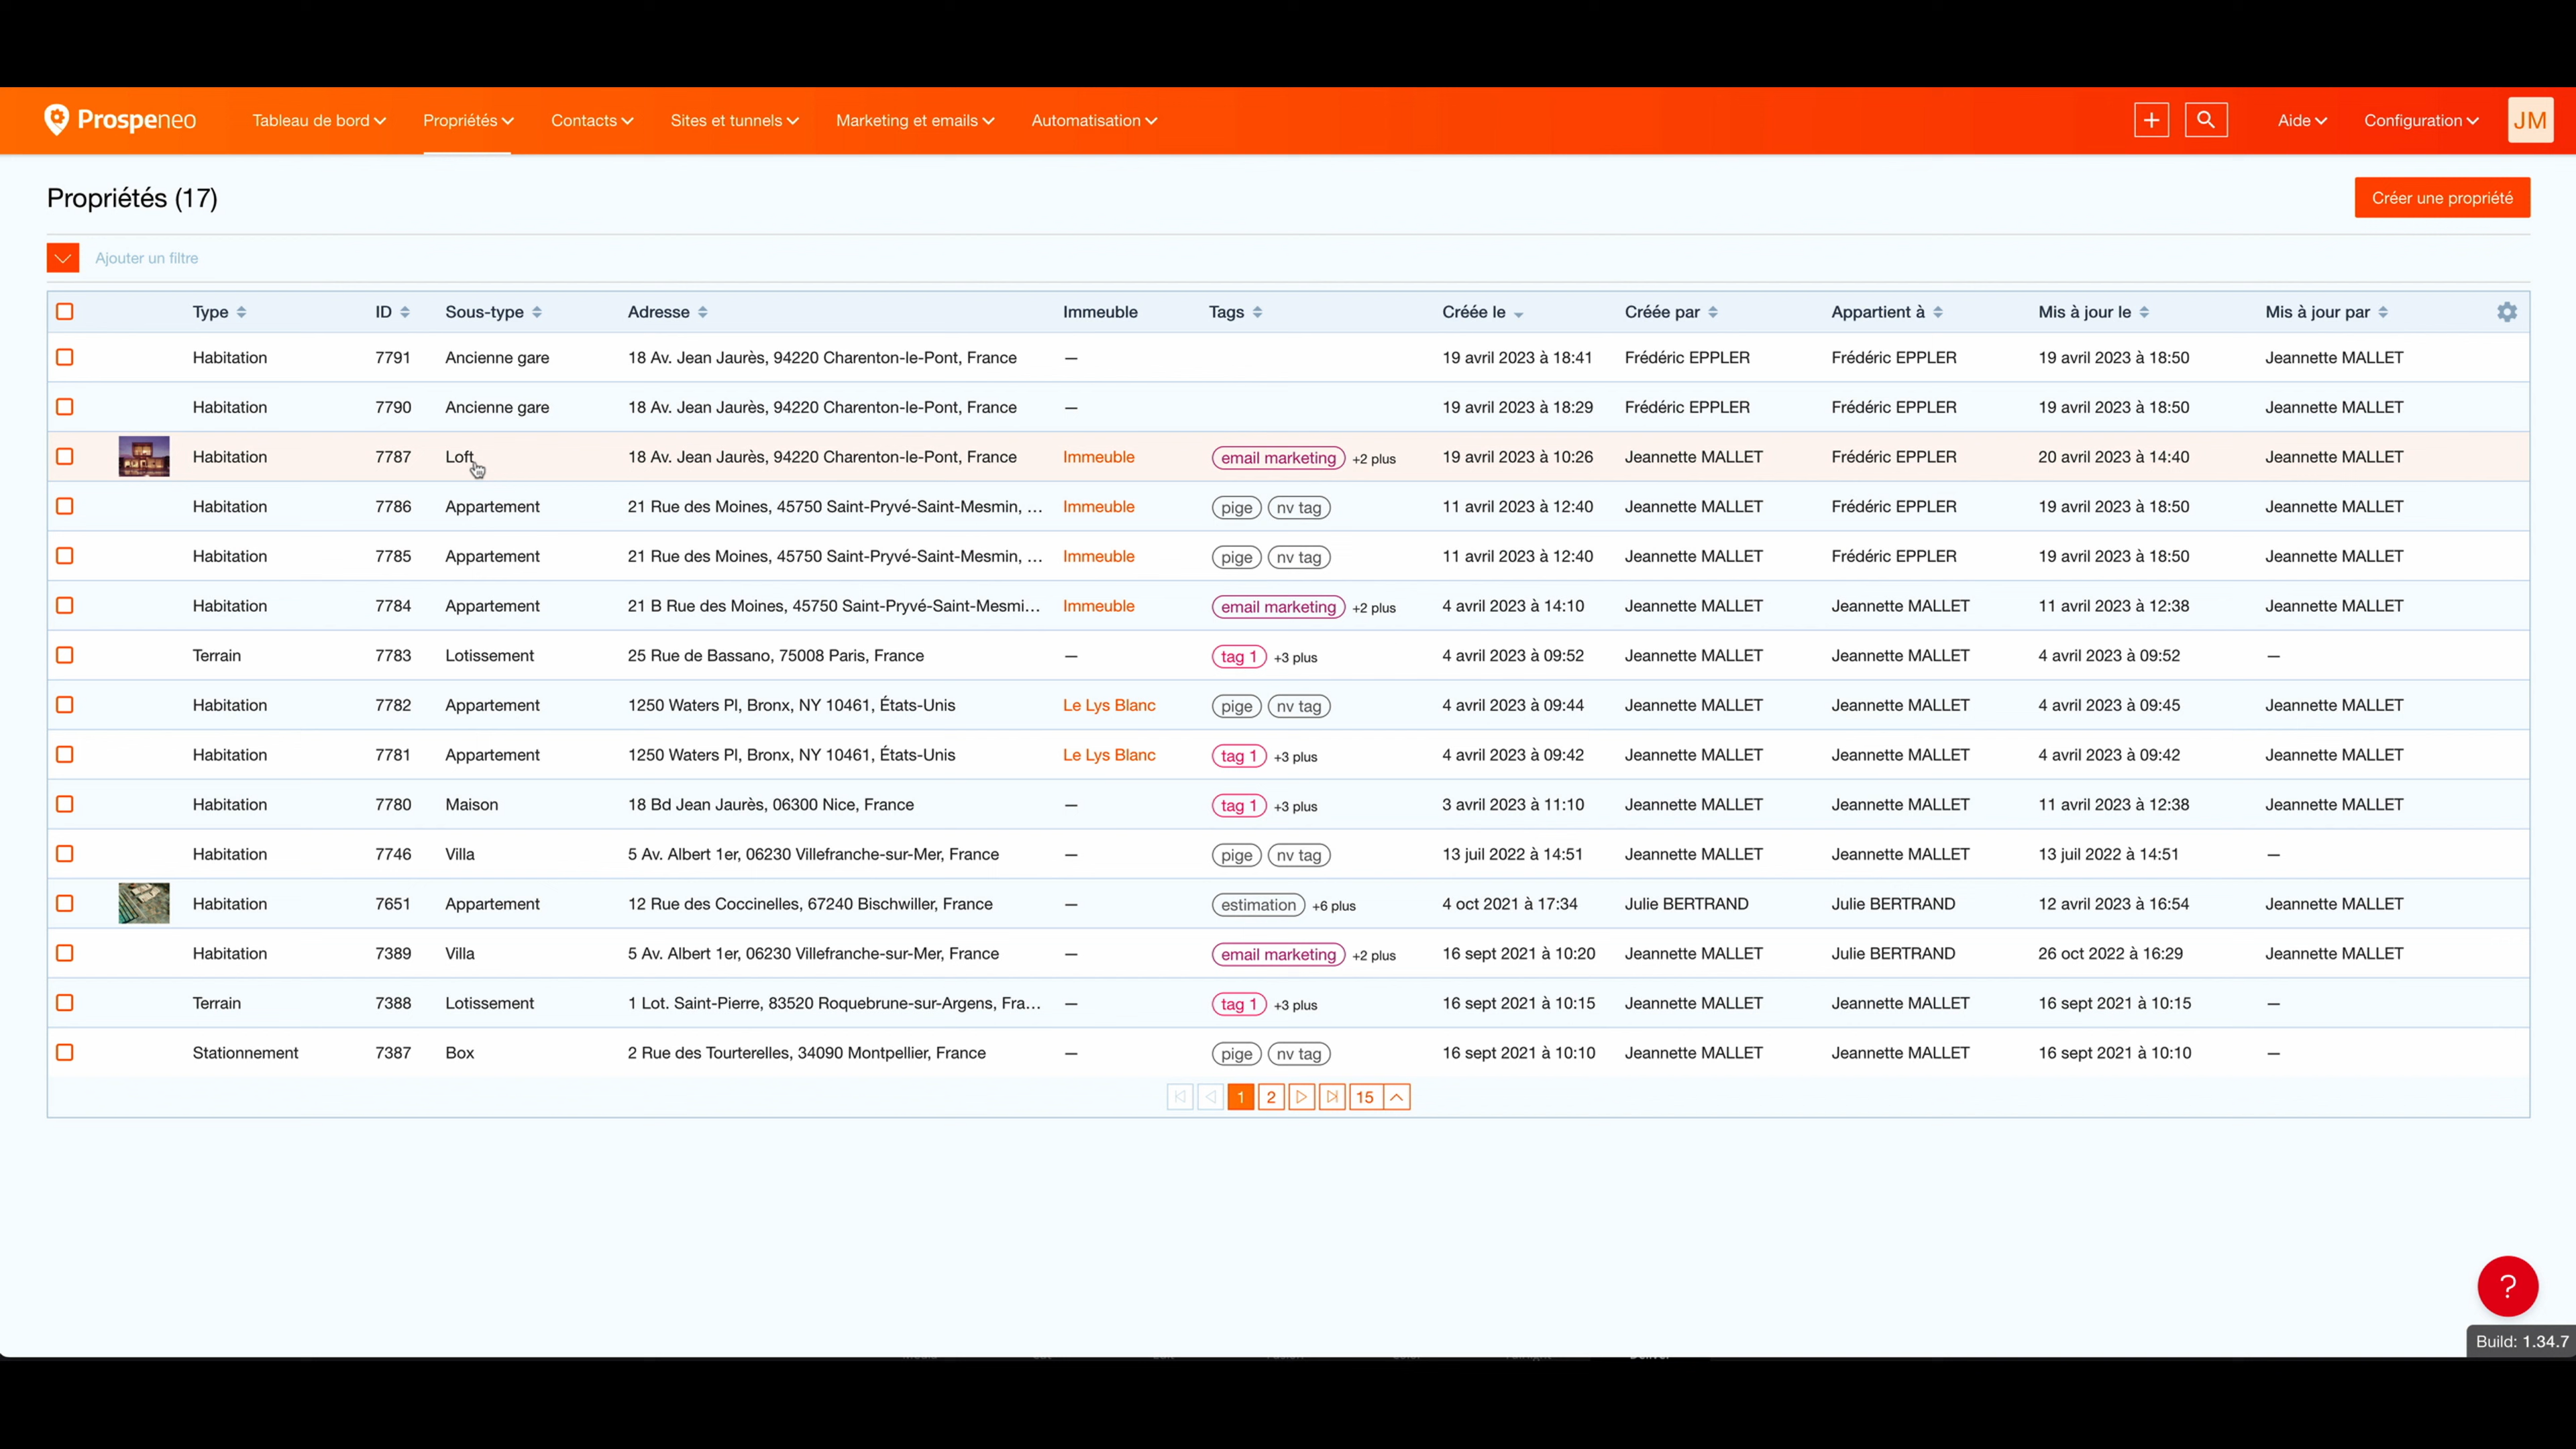 Prospeneo Tableau de bord Propriétés Contacts Sites et tunnels Marketing et emails Automatisation Aide Configuration JM
Propriétés (17) Créer une propriété
Ajouter un filtre
Type ID Sous-type Adresse Immeuble Tags Créée le Créée par Appartient à Mis à jour le Mis à jour par
Habitation 7791 Ancienne gare 18 Av. Jean Jaurès, 94220 Charenton-le-Pont, France — 19 avril 2023 à 18:41 Frédéric EPPLER Frédéric EPPLER 19 avril 2023 à 18:50 Jeannette MALLET
Habitation 7790 Ancienne gare 18 Av. Jean Jaurès, 94220 Charenton-le-Pont, France — 19 avril 2023 à 18:29 Frédéric EPPLER Frédéric EPPLER 19 avril 2023 à 18:50 Jeannette MALLET
Habitation 7787 Loft 18 Av. Jean Jaurès, 94220 Charenton-le-Pont, France Immeuble email marketing +2 plus 19 avril 2023 à 10:26 Jeannette MALLET Frédéric EPPLER 20 avril 2023 à 14:40 Jeannette MALLET
Habitation 7786 Appartement 21 Rue des Moines, 45750 Saint-Pryvé-Saint-Mesmin, ... Immeuble pige nv tag 11 avril 2023 à 12:40 Jeannette MALLET Frédéric EPPLER 19 avril 2023 à 18:50 Jeannette MALLET
Habitation 7785 Appartement 21 Rue des Moines, 45750 Saint-Pryvé-Saint-Mesmin, ... Immeuble pige nv tag 11 avril 2023 à 12:40 Jeannette MALLET Frédéric EPPLER 19 avril 2023 à 18:50 Jeannette MALLET
Habitation 7784 Appartement 21 B Rue des Moines, 45750 Saint-Pryvé-Saint-Mesmi... Immeuble email marketing +2 plus 4 avril 2023 à 14:10 Jeannette MALLET Jeannette MALLET 11 avril 2023 à 12:38 Jeannette MALLET
Terrain 7783 Lotissement 25 Rue de Bassano, 75008 Paris, France — tag 1 +3 plus 4 avril 2023 à 09:52 Jeannette MALLET Jeannette MALLET 4 avril 2023 à 09:52 —
Habitation 7782 Appartement 1250 Waters Pl, Bronx, NY 10461, États-Unis Le Lys Blanc pige nv tag 4 avril 2023 à 09:44 Jeannette MALLET Jeannette MALLET 4 avril 2023 à 09:45 Jeannette MALLET
Habitation 7781 Appartement 1250 Waters Pl, Bronx, NY 10461, États-Unis Le Lys Blanc tag 1 +3 plus 4 avril 2023 à 09:42 Jeannette MALLET Jeannette MALLET 4 avril 2023 à 09:42 Jeannette MALLET
Habitation 7780 Maison 18 Bd Jean Jaurès, 06300 Nice, France — tag 1 +3 plus 3 avril 2023 à 11:10 Jeannette MALLET Jeannette MALLET 11 avril 2023 à 12:38 Jeannette MALLET
Habitation 7746 Villa 5 Av. Albert 1er, 06230 Villefranche-sur-Mer, France — pige nv tag 13 juil 2022 à 14:51 Jeannette MALLET Jeannette MALLET 13 juil 2022 à 14:51 —
Habitation 7651 Appartement 12 Rue des Coccinelles, 67240 Bischwiller, France — estimation +6 plus 4 oct 2021 à 17:34 Julie BERTRAND Julie BERTRAND 12 avril 2023 à 16:54 Jeannette MALLET
Habitation 7389 Villa 5 Av. Albert 1er, 06230 Villefranche-sur-Mer, France — email marketing +2 plus 16 sept 2021 à 10:20 Jeannette MALLET Julie BERTRAND 26 oct 2022 à 16:29 Jeannette MALLET
Terrain 7388 Lotissement 1 Lot. Saint-Pierre, 83520 Roquebrune-sur-Argens, Fra... — tag 1 +3 plus 16 sept 2021 à 10:15 Jeannette MALLET Jeannette MALLET 16 sept 2021 à 10:15 —
Stationnement 7387 Box 2 Rue des Tourterelles, 34090 Montpellier, France — pige nv tag 16 sept 2021 à 10:10 Jeannette MALLET Jeannette MALLET 16 sept 2021 à 10:10 —
1 2 15
?
Build: 1.34.7